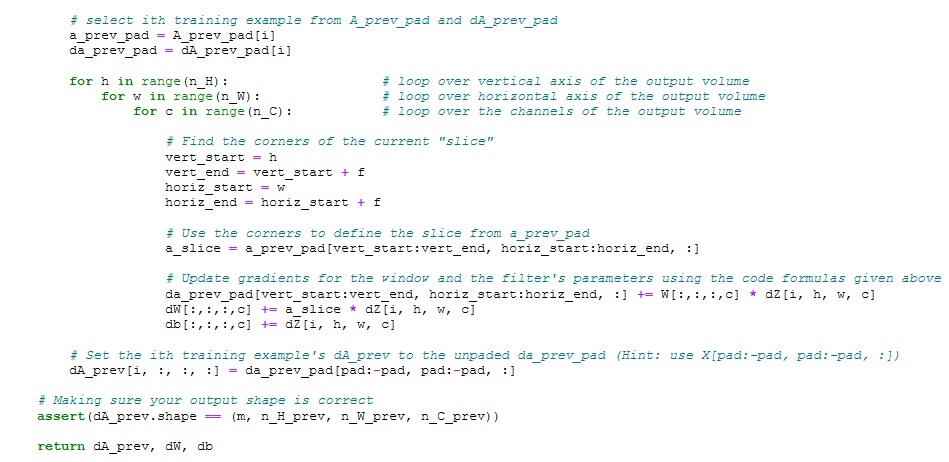 # select ith training example from A_prev_pad and dA_prev_pad
a_prev_pad = A_prev_pad[i]
da_prev_pad = dA_prev_pad[i]
for h in range(n_H):                   # loop over vertical axis of the output volume
for w in range(n_W):               # loop over horizontal axis of the output volume
for c in range(n_C):           # loop over the channels of the output volume
# Find the corners of the current "slice"
vert_start = h
vert_end = vert_start + f
horiz_start = w
horiz_end = horiz_start + f
# Use the corners to define the slice from a_prev_pad
a_slice = a_prev_pad[vert_start:vert_end, horiz_start:horiz_end, :]
# Update gradients for the window and the filter's parameters using the code formulas given above
da_prev_pad[vert_start:vert_end, horiz_start:horiz_end, :] += W[:,:,:,c] * dZ[i, h, w, c]
dW[:,:,:,c] += a_slice * dZ[i, h, w, c]
db[:,:,:,c] += dZ[i, h, w, c]
# Set the ith training example's dA_prev to the unpaded da_prev_pad (Hint: use X[pad:-pad, pad:-pad, :])
dA_prev[i, :, :, :] = da_prev_pad[pad:-pad, pad:-pad, :]
# Making sure your output shape is correct
assert(dA_prev.shape == (m, n_H_prev, n_W_prev, n_C_prev))
return dA_prev, dW, db